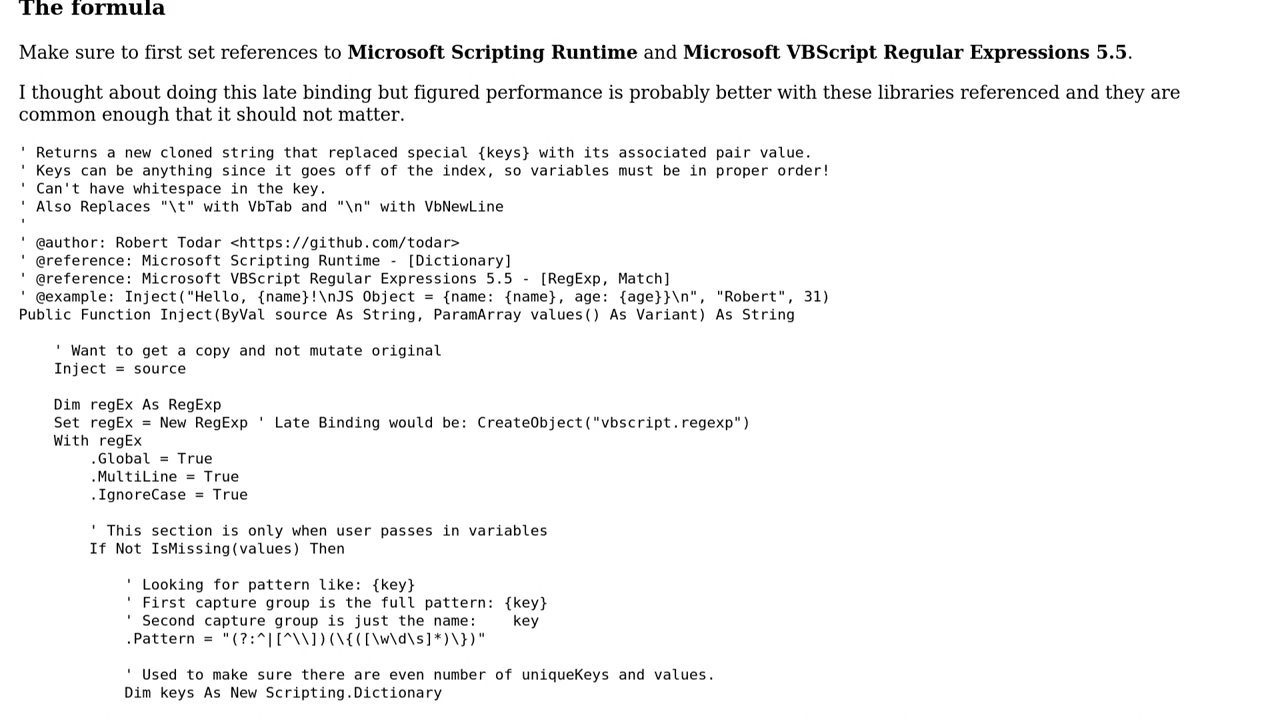 The formula
Make sure to first set references to Microsoft Scripting Runtime and Microsoft VBScript Regular Expressions 5.5.
I thought about doing this late binding but figured performance is probably better with these libraries referenced and they are
common enough that it should not matter.
' Returns a new cloned string that replaced special {keys} with its associated pair value.
' Keys can be anything since it goes off of the index, so variables must be in proper order!
' Can't have whitespace in the key.
' Also Replaces "\t" with VbTab and "\n" with VbNewLine
'
' @author: Robert Todar <https://github.com/todar>
' @reference: Microsoft Scripting Runtime - [Dictionary]
' @reference: Microsoft VBScript Regular Expressions 5.5 - [RegExp, Match]
' @example: Inject("Hello, {name}!\nJS Object = {name: {name}, age: {age}}\n", "Robert", 31)
Public Function Inject(ByVal source As String, ParamArray values() As Variant) As String
    ' Want to get a copy and not mutate original
    Inject = source
    Dim regEx As RegExp
    Set regEx = New RegExp ' Late Binding would be: CreateObject("vbscript.regexp")
    With regEx
        .Global = True
        .MultiLine = True
        .IgnoreCase = True
        ' This section is only when user passes in variables
        If Not IsMissing(values) Then
            ' Looking for pattern like: {key}
            ' First capture group is the full pattern: {key}
            ' Second capture group is just the name:    key
            .Pattern = "(?:^|[^\\])(\{([\w\d\s]*)\})"
            ' Used to make sure there are even number of uniqueKeys and values.
            Dim keys As New Scripting.Dictionary